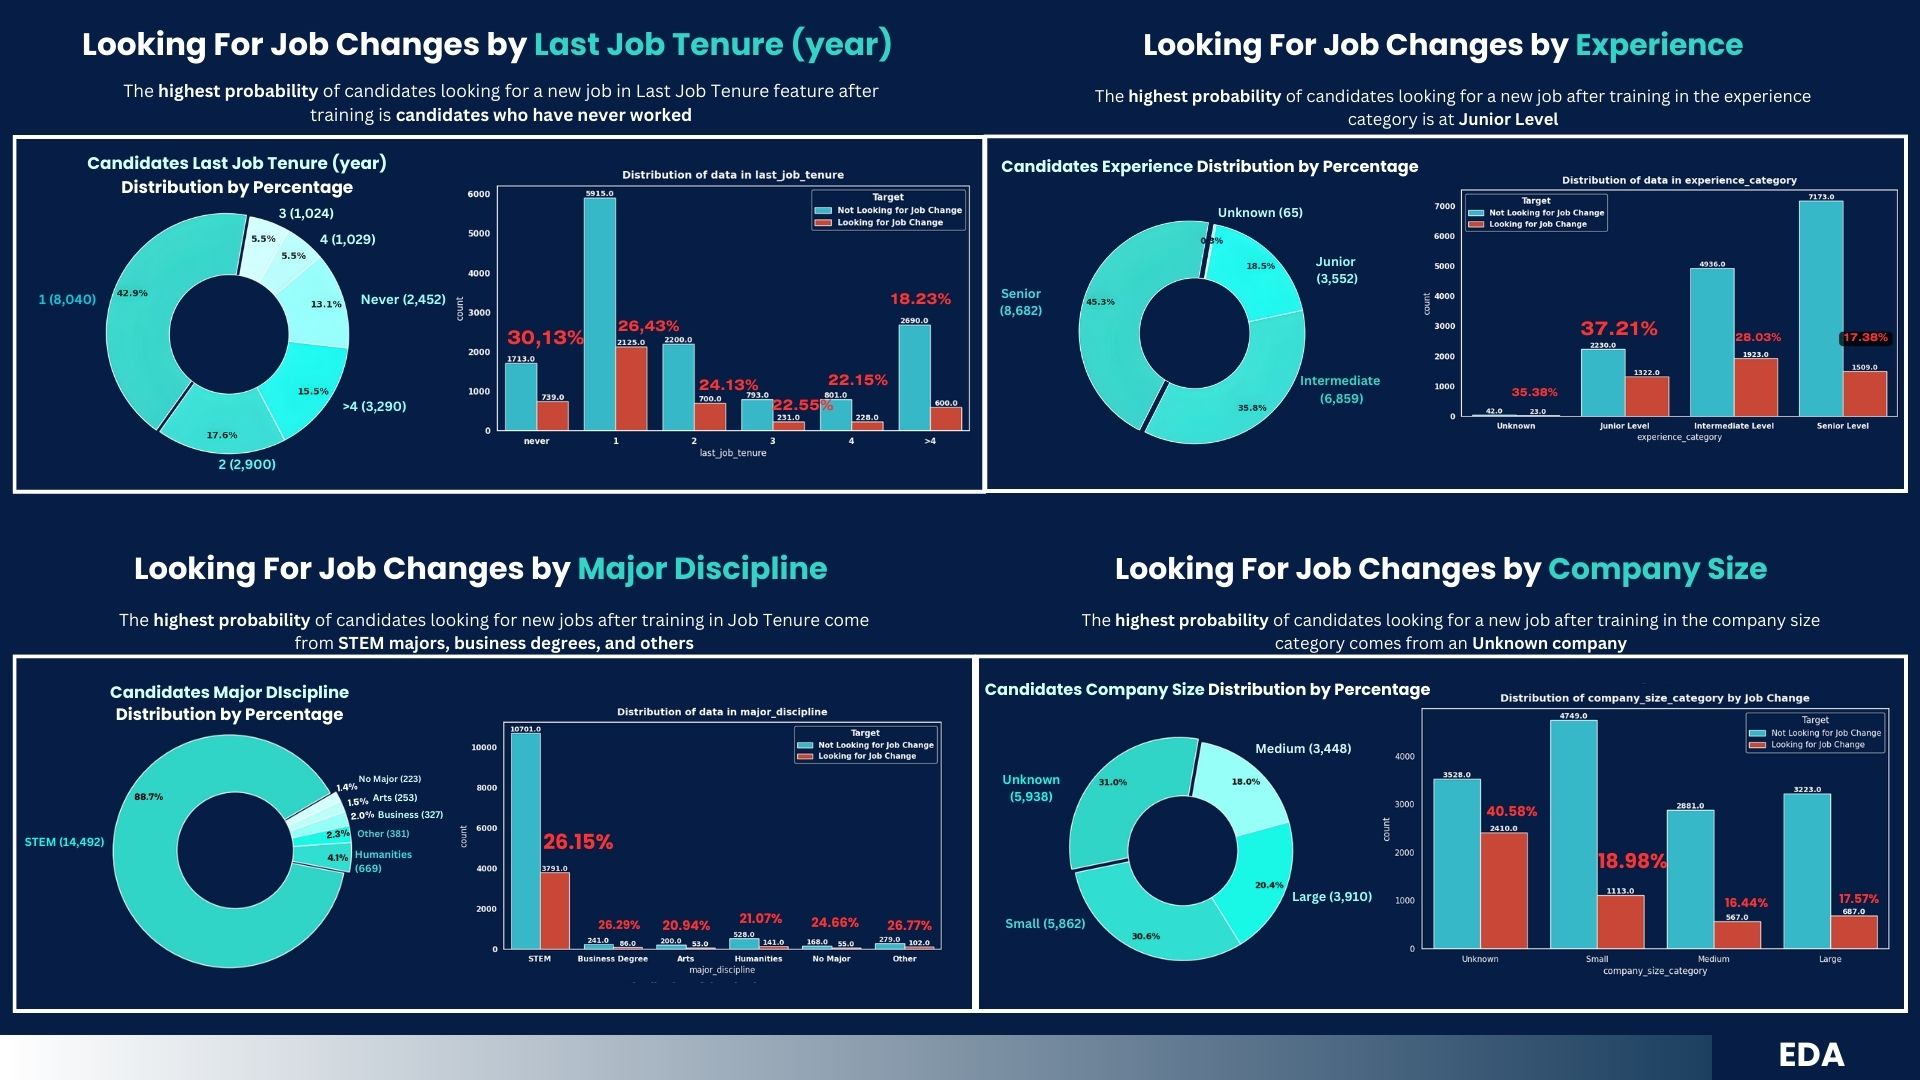 Looking For Job Changes by Last Job Tenure (year)
The highest probability of candidates looking for a new job in Last Job Tenure feature after
training is candidates who have never worked
Candidates Last Job Tenure (year)
Distribution by Percentage
3 (1,024)
4 (1,029)
Never (2,452)
>4 (3,290)
2 (2,900)
1 (8,040)
5.5%
5.5%
13.1%
15.5%
17.6%
42.9%
Distribution of data in last_job_tenure
Target
Not Looking for Job Change
Looking for Job Change
count
6000
5000
4000
3000
2000
1000
0
30,13%
1713.0
739.0
5915.0
26,43%
2125.0
2200.0
24.13%
700.0
793.0
22.55%
231.0
22.15%
801.0
228.0
18.23%
2690.0
600.0
never
1
2
3
4
>4
last_job_tenure
Looking For Job Changes by Experience
The highest probability of candidates looking for a new job after training in the experience
category is at Junior Level
Candidates Experience Distribution by Percentage
Unknown (65)
Junior
(3,552)
Intermediate
(6,859)
Senior
(8,682)
18.5%
35.8%
45.3%
Distribution of data in experience_category
Target
Not Looking for Job Change
Looking for Job Change
count
7000
6000
5000
4000
3000
2000
1000
0
35.38%
42.0
23.0
37.21%
2230.0
1322.0
4936.0
28.03%
1923.0
7173.0
17.38%
1509.0
Unknown
Junior Level
Intermediate Level
Senior Level
experience_category
Looking For Job Changes by Major Discipline
The highest probability of candidates looking for new jobs after training in Job Tenure come
from STEM majors, business degrees, and others
Candidates Major DIscipline
Distribution by Percentage
No Major (223)
1.4%
Arts (253)
1.5%
Business (327)
2.0%
Other (381)
2.3%
Humanities
(669)
4.1%
STEM (14,492)
88.7%
Distribution of data in major_discipline
Target
Not Looking for Job Change
Looking for Job Change
count
10000
8000
6000
4000
2000
0
10701.0
26.15%
3791.0
26.29%
241.0
86.0
20.94%
200.0
53.0
21.07%
528.0
141.0
24.66%
168.0
55.0
26.77%
279.0
102.0
STEM
Business Degree
Arts
Humanities
No Major
Other
major_discipline
Looking For Job Changes by Company Size
The highest probability of candidates looking for a new job after training in the company size
category comes from an Unknown company
Candidates Company Size Distribution by Percentage
Medium (3,448)
Large (3,910)
Small (5,862)
Unknown
(5,938)
18.0%
20.4%
30.6%
31.0%
Distribution of company_size_category by Job Change
Target
Not Looking for Job Change
Looking for Job Change
count
4000
3000
2000
1000
0
3528.0
40.58%
2410.0
4749.0
18.98%
1113.0
2881.0
16.44%
567.0
3223.0
17.57%
687.0
Unknown
Small
Medium
Large
company_size_category
EDA